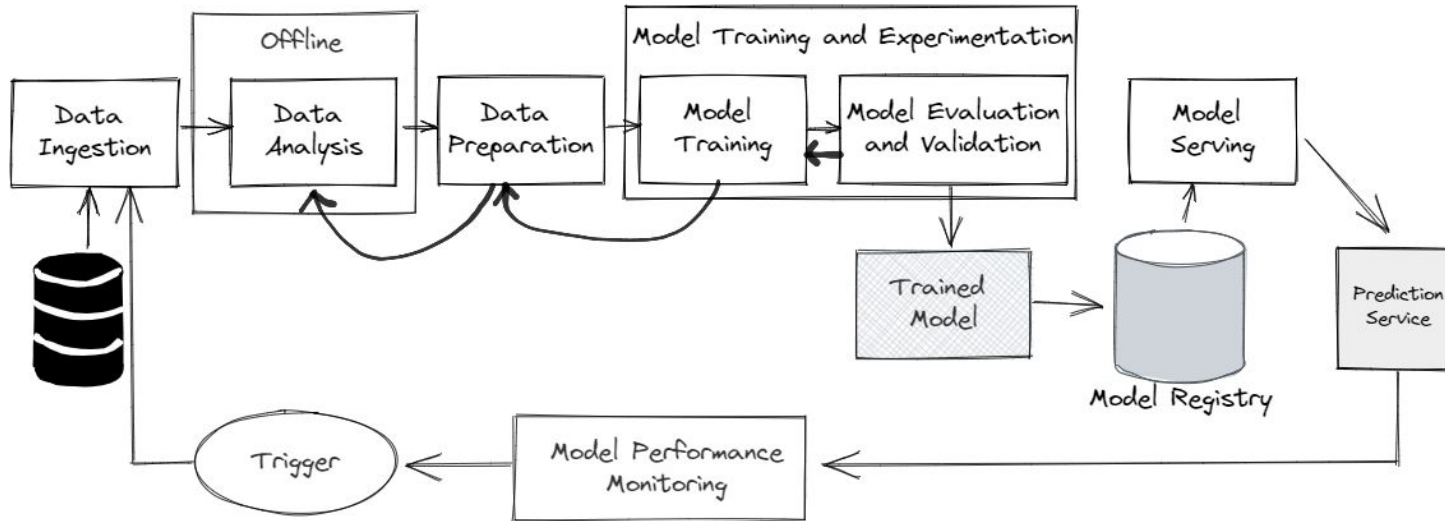 Offline
Model Training and Experimentation
Data
Ingestion
Data
Analysis
Data
Preparation
Model
Training
Model Evaluation
and Validation
Model
Serving
Trained
Model
Prediction
Service
Model Registry
Trigger
Model Performance
Monitoring